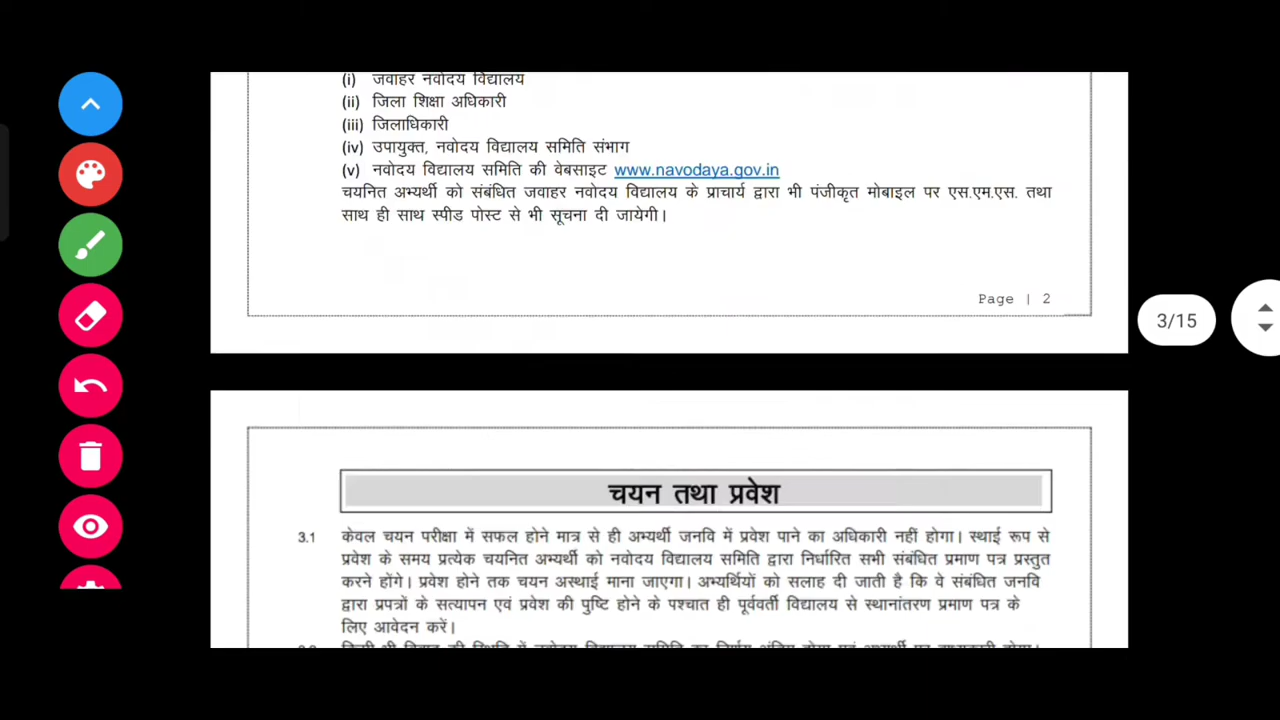 (i) जवाहर नवोदय विद्यालय
(ii) जिला शिक्षा अधिकारी
(iii) जिलाधिकारी
(iv) उपायुक्त, नवोदय विद्यालय समिति संभाग
(v) नवोदय विद्यालय समिति की वेबसाइट www.navodaya.gov.in
चयनित अभ्यर्थी को संबंधित जवाहर नवोदय विद्यालय के प्राचार्य द्वारा भी पंजीकृत मोबाइल पर एस.एम.एस. तथा
साथ ही साथ स्पीड पोस्ट से भी सूचना दी जायेगी।
Page | 2
3/15
चयन तथा प्रवेश
3.1 केवल चयन परीक्षा में सफल होने मात्र से ही अभ्यर्थी जनवि में प्रवेश पाने का अधिकारी नहीं होगा। स्थाई रूप से
प्रवेश के समय प्रत्येक चयनित अभ्यर्थी को नवोदय विद्यालय समिति द्वारा निर्धारित सभी संबंधित प्रमाण पत्र प्रस्तुत
करने होंगे। प्रवेश होने तक चयन अस्थाई माना जाएगा। अभ्यर्थियों को सलाह दी जाती है कि वे संबंधित जनवि
द्वारा प्रपत्रों के सत्यापन एवं प्रवेश की पुष्टि होने के पश्चात ही पूर्ववर्ती विद्यालय से स्थानांतरण प्रमाण पत्र के
लिए आवेदन करें।